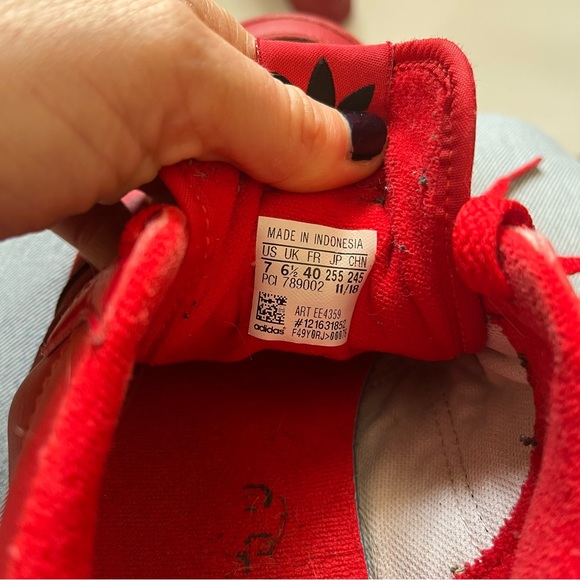 MADE IN INDONESIA
US UK FR JP CHN
7 6½ 40 255 245
PCI 789002 11/18
ART EE4359
#121631852
adidas